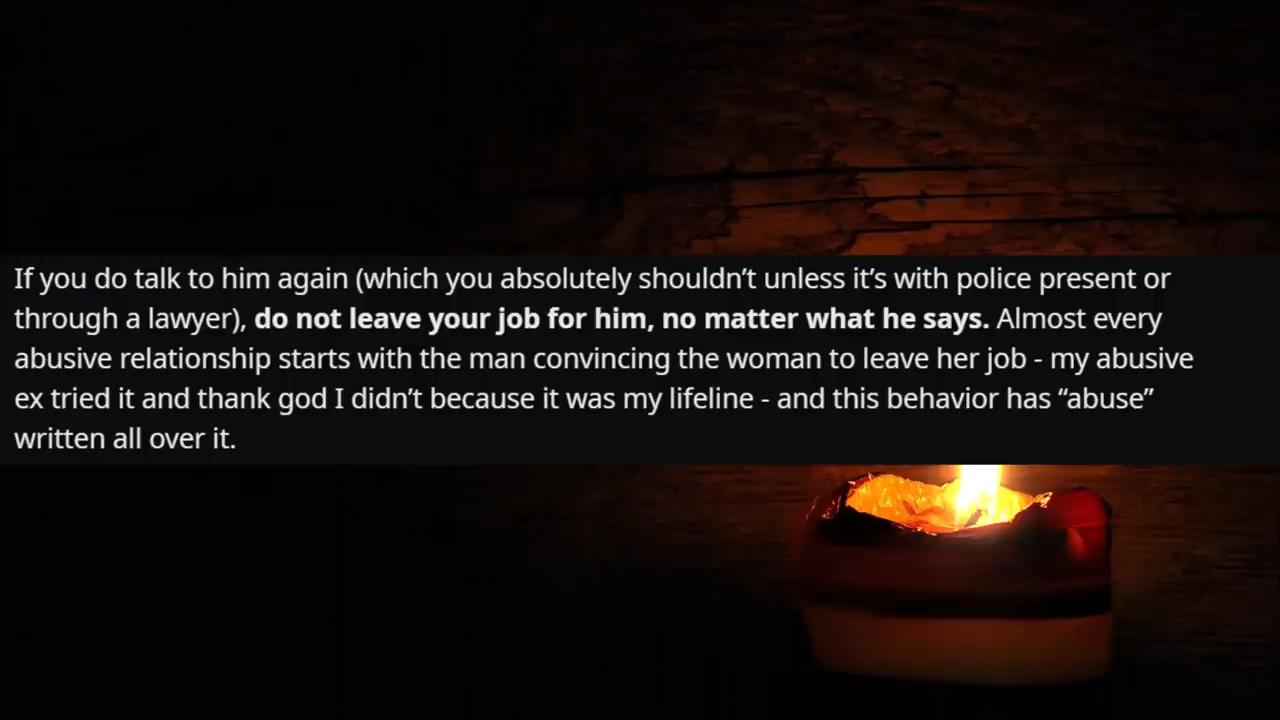 If you do talk to him again (which you absolutely shouldn’t unless it’s with police present or
through a lawyer), do not leave your job for him, no matter what he says. Almost every
abusive relationship starts with the man convincing the woman to leave her job - my abusive
ex tried it and thank god I didn’t because it was my lifeline - and this behavior has “abuse”
written all over it.